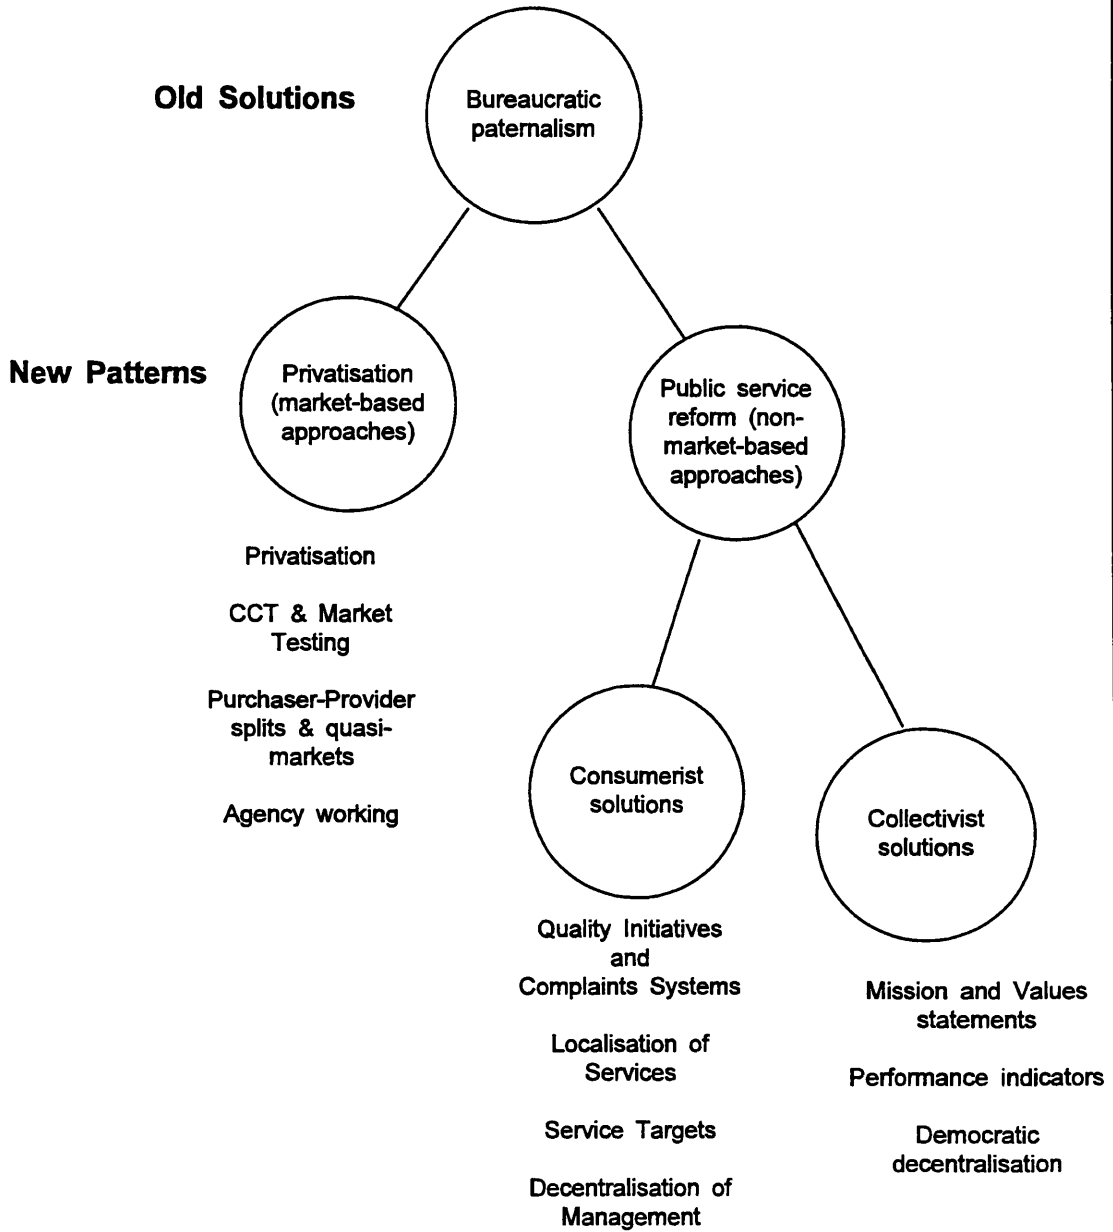 Old Solutions
Bureaucratic
paternalism
New Patterns
Privatisation
(market-based
approaches)
Public service
reform (non-
market-based
approaches)
Privatisation
CCT & Market
Testing
Purchaser-Provider
splits & quasi-
markets
Agency working
Consumerist
solutions
Collectivist
solutions
Quality Initiatives
and
Complaints Systems
Localisation of
Services
Service Targets
Decentralisation of
Management
Mission and Values
statements
Performance indicators
Democratic
decentralisation